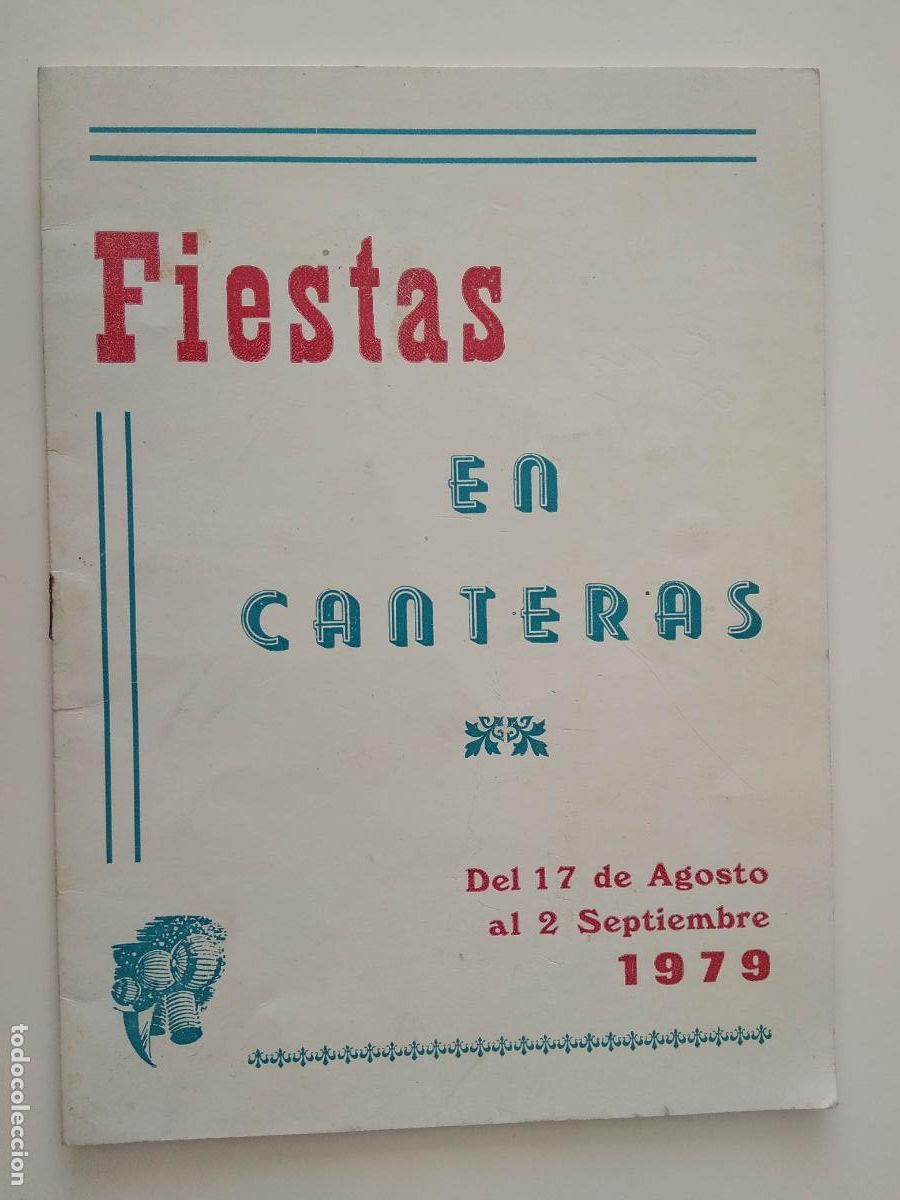 Fiestas
EN
CANTERAS
Del 17 de Agosto
al 2 Septiembre
1979
todocoleccion